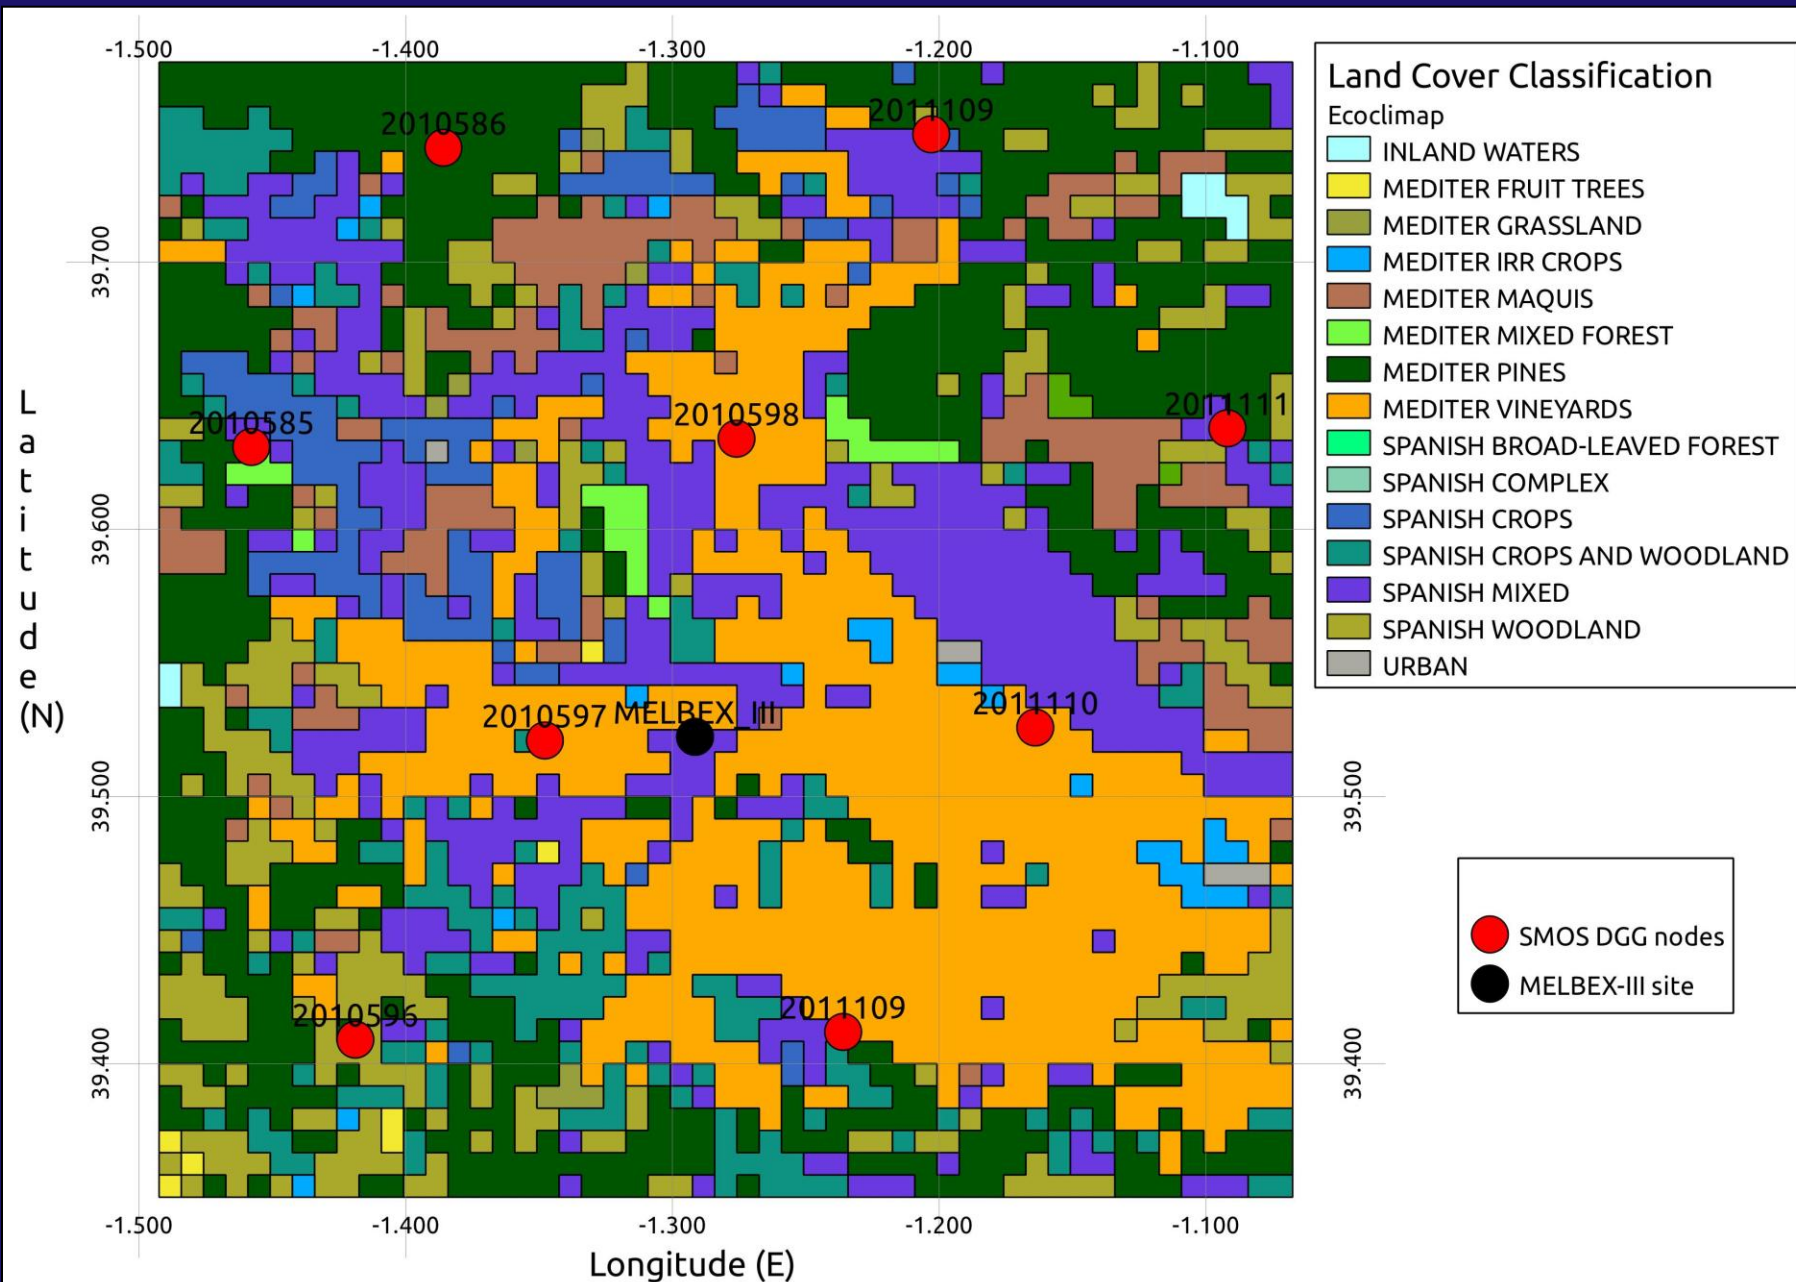 -1.500 -1.400 -1.300 -1.200 -1.100
Land Cover Classification
Ecoclimap
INLAND WATERS
MEDITER FRUIT TREES
MEDITER GRASSLAND
MEDITER IRR CROPS
MEDITER MAQUIS
MEDITER MIXED FOREST
MEDITER PINES
MEDITER VINEYARDS
SPANISH BROAD-LEAVED FOREST
SPANISH COMPLEX
SPANISH CROPS
SPANISH CROPS AND WOODLAND
SPANISH MIXED
SPANISH WOODLAND
URBAN
2010586
2011109
2010585
2010598
2011111
2010597
MELBEX_III
2011110
2010596
2011109
Latitude
(N)
39.700
39.600
39.500
39.400
39.500
39.400
SMOS DGG nodes
MELBEX-III site
-1.500 -1.400 -1.300 -1.200 -1.100
Longitude (E)